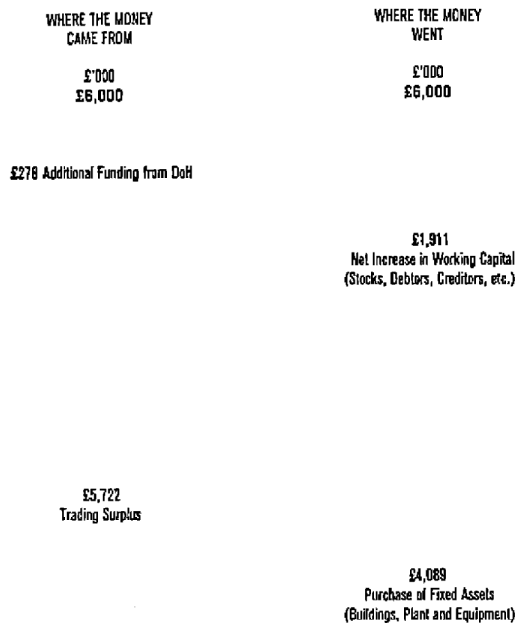 WHERE THE MONEY
CAME FROM
£'000
£6,000
£278 Additional Funding from DoH
£5,722
Trading Surplus
WHERE THE MONEY
WENT
£'000
£6,000
£1,911
Net Increase in Working Capital
(Stocks, Debtors, Creditors, etc.)
£4,089
Purchase of Fixed Assets
(Buildings, Plant and Equipment)